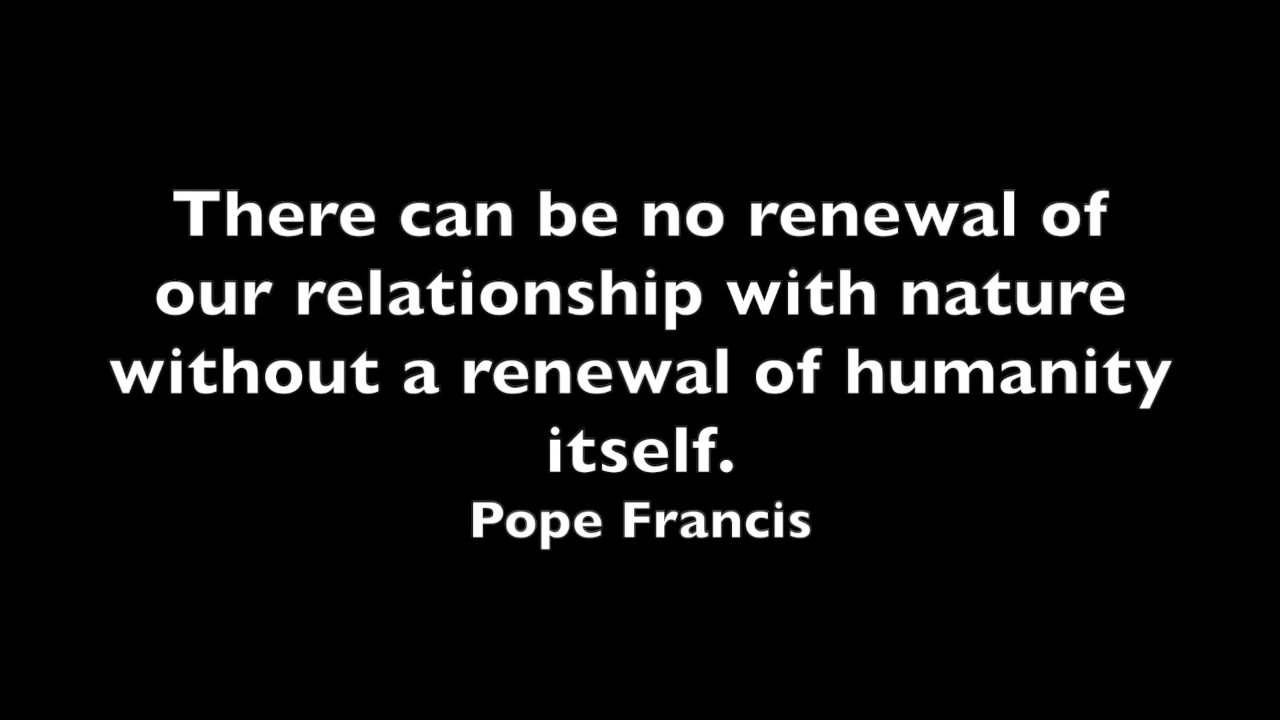 There can be no renewal of
our relationship with nature
without a renewal of humanity
itself.
Pope Francis